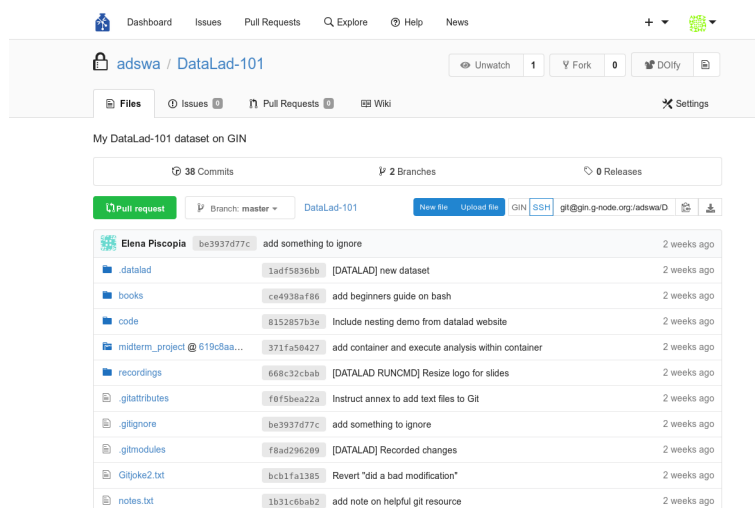 Dashboard Issues Pull Requests Explore Help News
adswa / DataLad-101
Unwatch 1 Fork 0 DOIfy
Files Issues 0 Pull Requests 0 Wiki Settings
My DataLad-101 dataset on GIN
38 Commits 2 Branches 0 Releases
Pull request Branch: master DataLad-101 New file Upload file GIN SSH git@gin.g-node.org:/adswa/D
Elena Piscopia be3937d77c add something to ignore 2 weeks ago
.datalad 1adf5836bb [DATALAD] new dataset 2 weeks ago
books ce4938af86 add beginners guide on bash 2 weeks ago
code 8152857b3e Include nesting demo from datalad website 2 weeks ago
midterm_project @ 619c8aa... 371fa50427 add container and execute analysis within container 2 weeks ago
recordings 668c32cbab [DATALAD RUNCMD] Resize logo for slides 2 weeks ago
.gitattributes f0f5bea22a Instruct annex to add text files to Git 2 weeks ago
.gitignore be3937d77c add something to ignore 2 weeks ago
.gitmodules f8ad296209 [DATALAD] Recorded changes 2 weeks ago
Gitjoke2.txt bcb1fa1385 Revert "did a bad modification" 2 weeks ago
notes.txt 1b31c6bab2 add note on helpful git resource 2 weeks ago